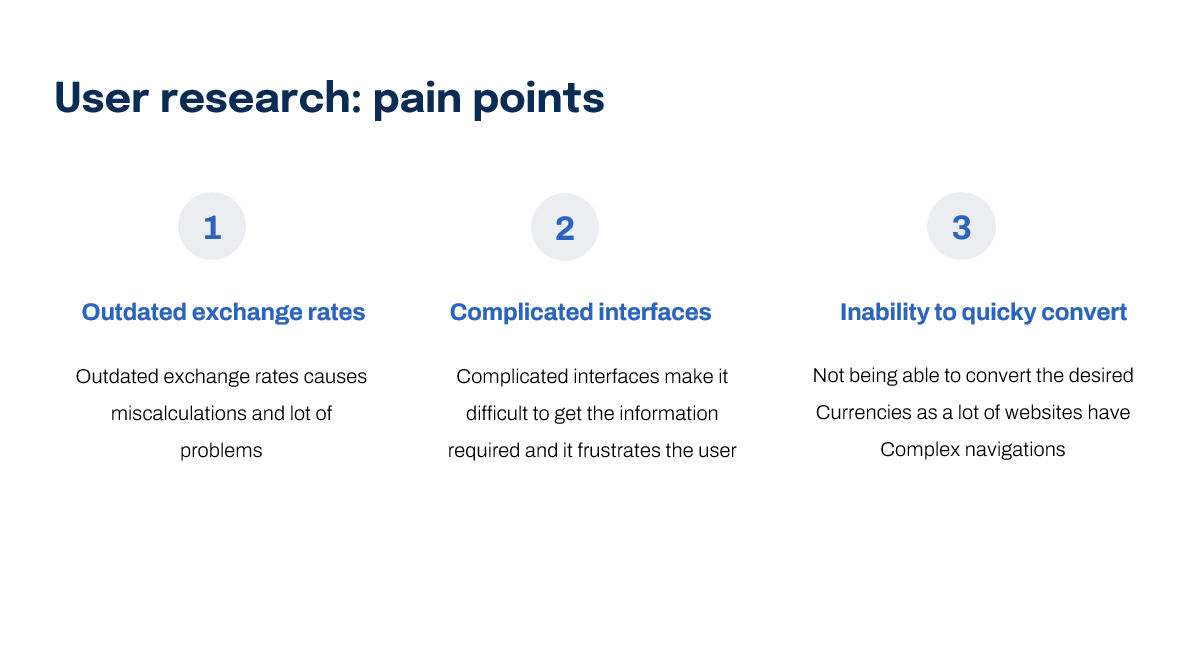 User research: pain points
1
Outdated exchange rates
Outdated exchange rates causes
miscalculations and lot of
problems
2
Complicated interfaces
Complicated interfaces make it
difficult to get the information
required and it frustrates the user
3
Inability to quicky convert
Not being able to convert the desired
Currencies as a lot of websites have
Complex navigations